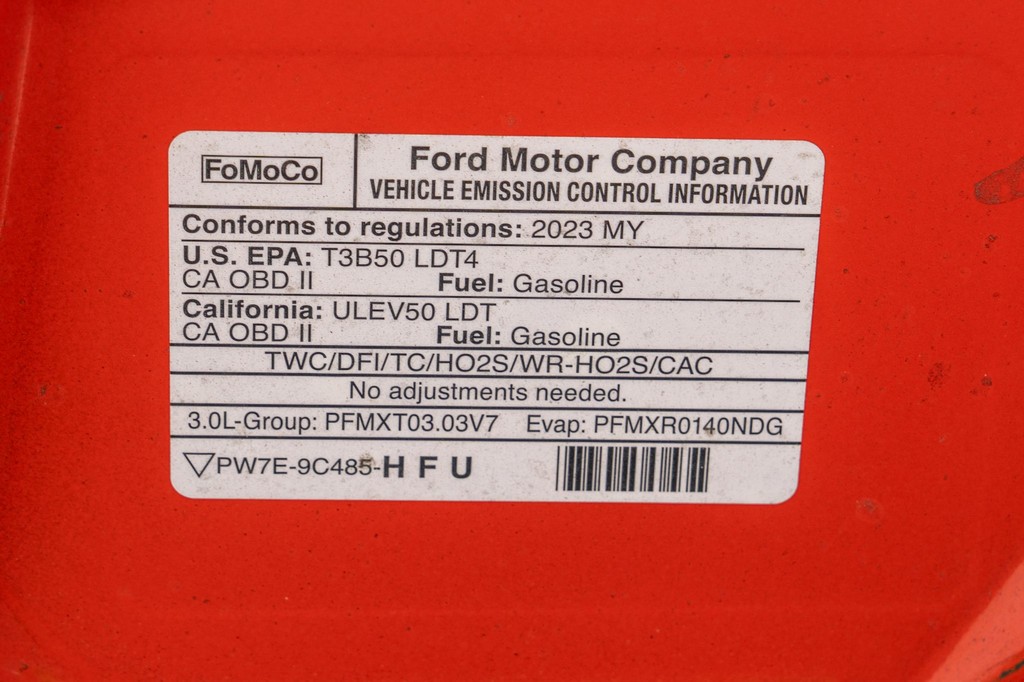 FoMoCo
Ford Motor Company
VEHICLE EMISSION CONTROL INFORMATION
Conforms to regulations: 2023 MY
U.S. EPA: T3B50 LDT4
CA OBD II Fuel: Gasoline
California: ULEV50 LDT
CA OBD II Fuel: Gasoline
TWC/DFI/TC/HO2S/WR-HO2S/CAC
No adjustments needed.
3.0L-Group: PFMXT03.03V7 Evap: PFMXR0140NDG
PW7E-9C485-HFU